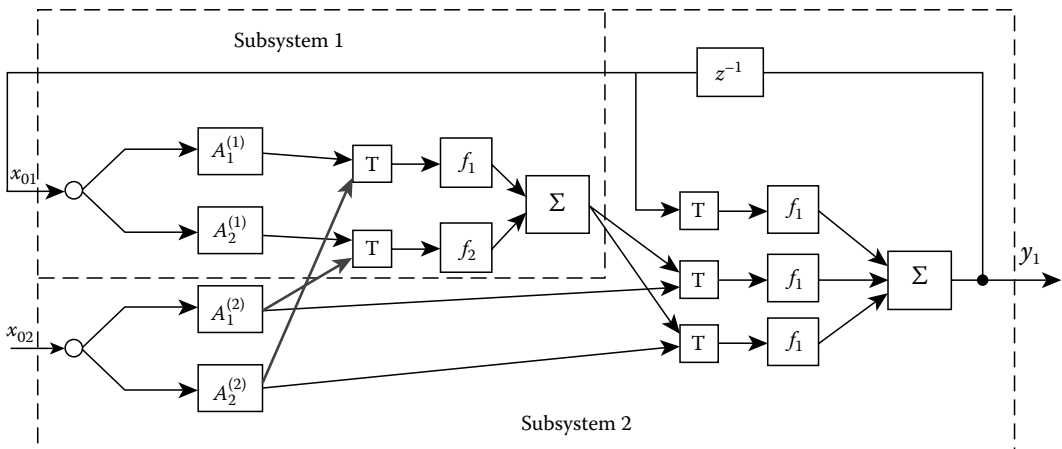 Subsystem 1
z⁻¹
x₀₁
A₁⁽¹⁾
T
f₁
A₂⁽¹⁾
T
f₂
Σ
T
f₁
A₁⁽²⁾
T
f₁
Σ
y₁
x₀₂
A₂⁽²⁾
T
f₁
Subsystem 2